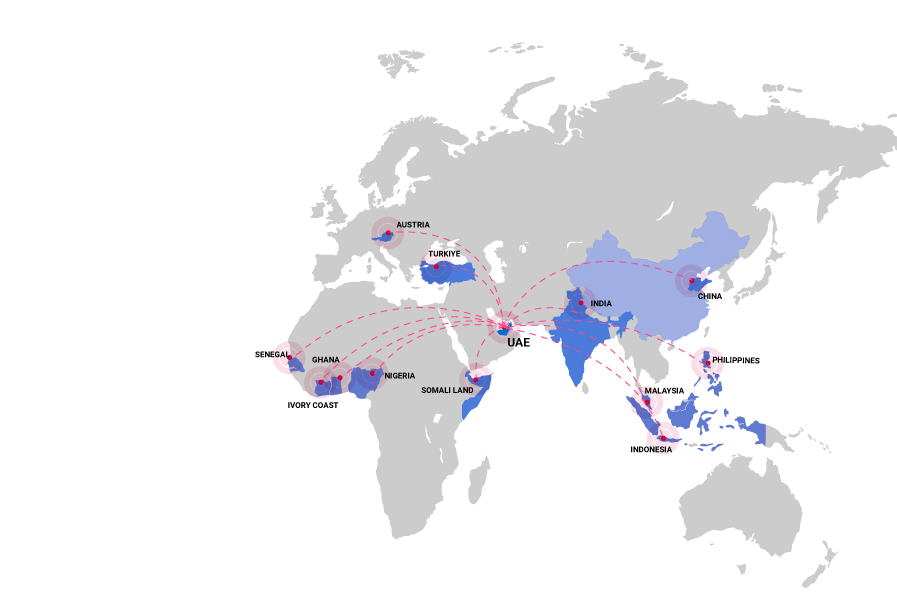 AUSTRIA
TURKIYE
CHINA
INDIA
UAE
SENEGAL
GHANA
PHILIPPINES
NIGERIA
SOMALI LAND
MALAYSIA
IVORY COAST
INDONESIA